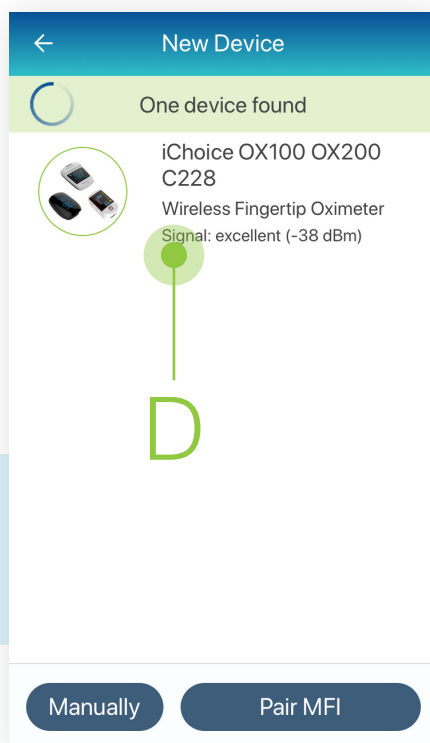 New Device
One device found
iChoice OX100 OX200
C228
Wireless Fingertip Oximeter
Signal: excellent (-38 dBm)
D
Manually
Pair MFI